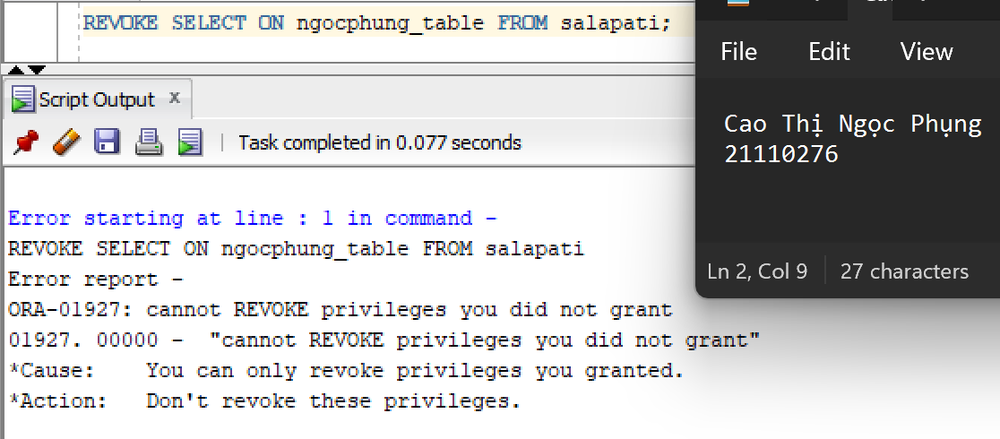 REVOKE SELECT ON ngocphung_table FROM salapati;
File Edit View
Script Output x
Cao Thị Ngọc Phụng
21110276
Task completed in 0.077 seconds
Error starting at line : 1 in command -
REVOKE SELECT ON ngocphung_table FROM salapati
Error report -
Ln 2, Col 9 27 characters
ORA-01927: cannot REVOKE privileges you did not grant
01927. 00000 - "cannot REVOKE privileges you did not grant"
*Cause: You can only revoke privileges you granted.
*Action: Don't revoke these privileges.